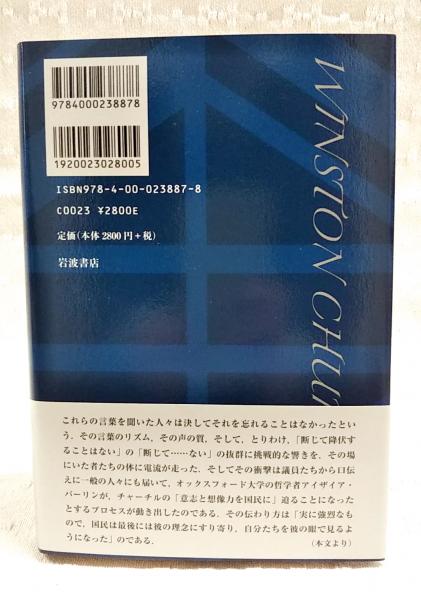 9784000238878
1920023028005
ISBN978-4-00-023887-8
C0023 ¥2800E
定価(本体2800円+税)
岩波書店
WINSTON CHUR
これらの言葉を聞いた人々は決してそれを忘れることはなかったとい
う．その言葉のリズム，その声の質，そして，とりわけ，「断じて降伏す
ることはない」の「断じて……ない」の抜群に挑戦的な響きを，その場
にいた者たちの体に電流が走った．そしてその衝撃は議員たちから口伝
えに一般の人々にも届いて，オックスフォード大学の哲学者アイザイア・
バーリンが，チャーチルの「意志と想像力を国民に」迫ることになった
とするプロセスが動き出したのである．その伝わり方は「実に強烈なも
ので，国民は最後には彼の理念にすり寄り，自分たちを彼の眼で見るよ
うになった」のである．
（本文より）